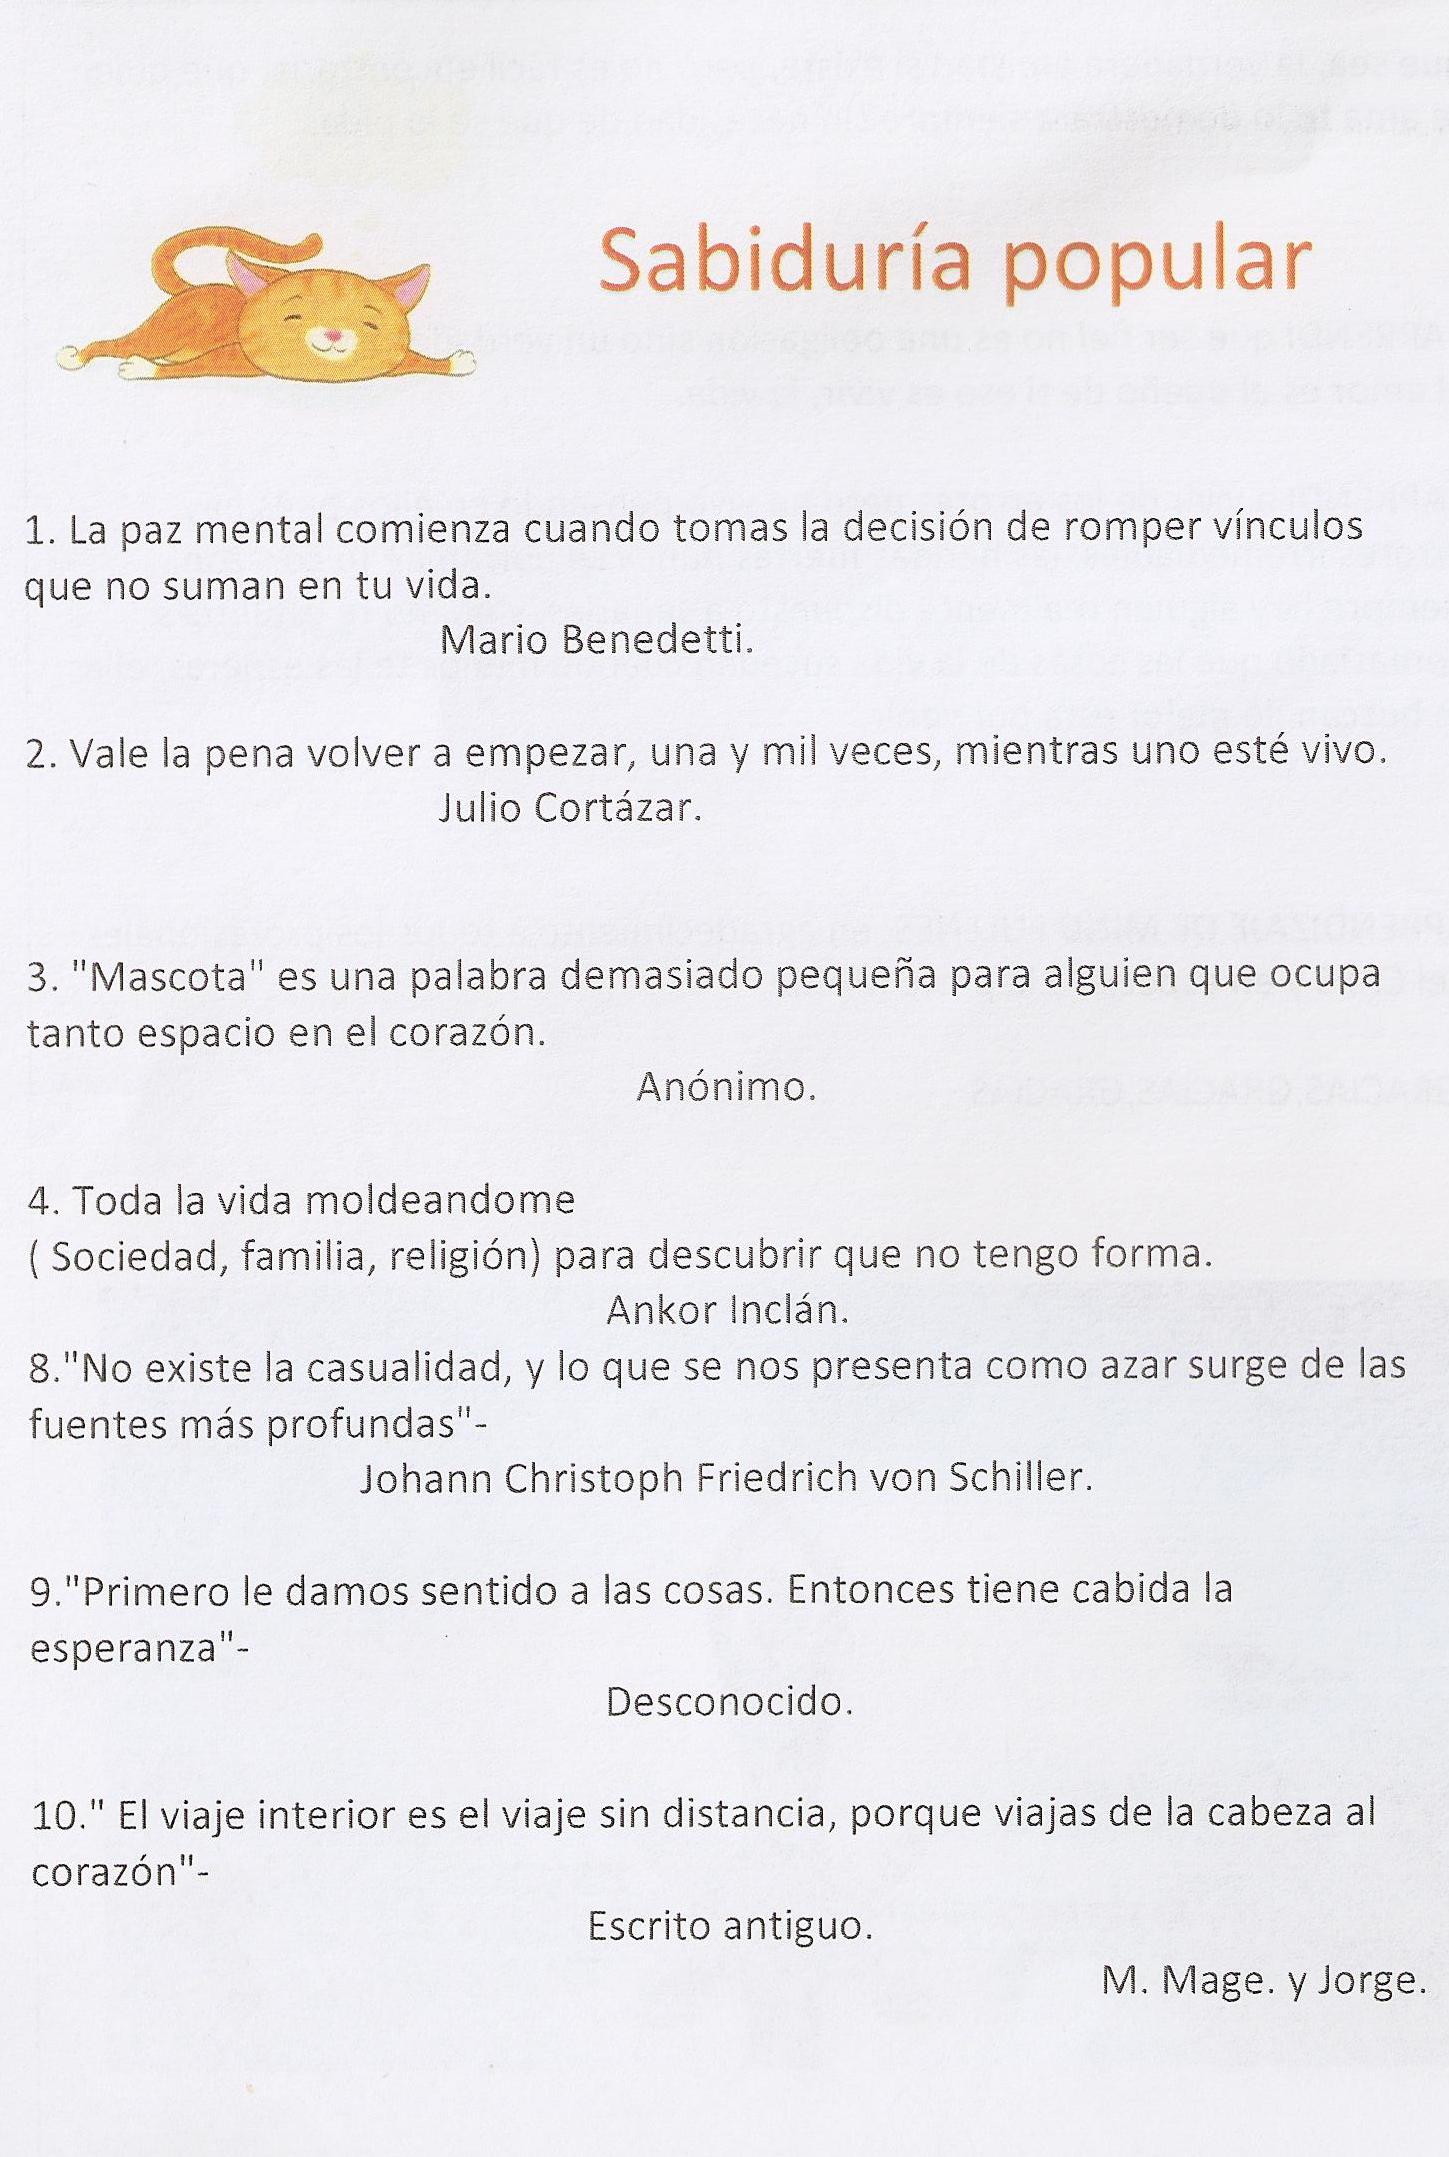 Sabiduría popular
1. La paz mental comienza cuando tomas la decisión de romper vínculos
que no suman en tu vida.
Mario Benedetti.
2. Vale la pena volver a empezar, una y mil veces, mientras uno esté vivo.
Julio Cortázar.
3. "Mascota" es una palabra demasiado pequeña para alguien que ocupa
tanto espacio en el corazón.
Anónimo.
4. Toda la vida moldeandome
( Sociedad, familia, religión) para descubrir que no tengo forma.
Ankor Inclán.
8."No existe la casualidad, y lo que se nos presenta como azar surge de las
fuentes más profundas"-
Johann Christoph Friedrich von Schiller.
9."Primero le damos sentido a las cosas. Entonces tiene cabida la
esperanza"-
Desconocido.
10." El viaje interior es el viaje sin distancia, porque viajas de la cabeza al
corazón"-
Escrito antiguo.
M. Mage. y Jorge.